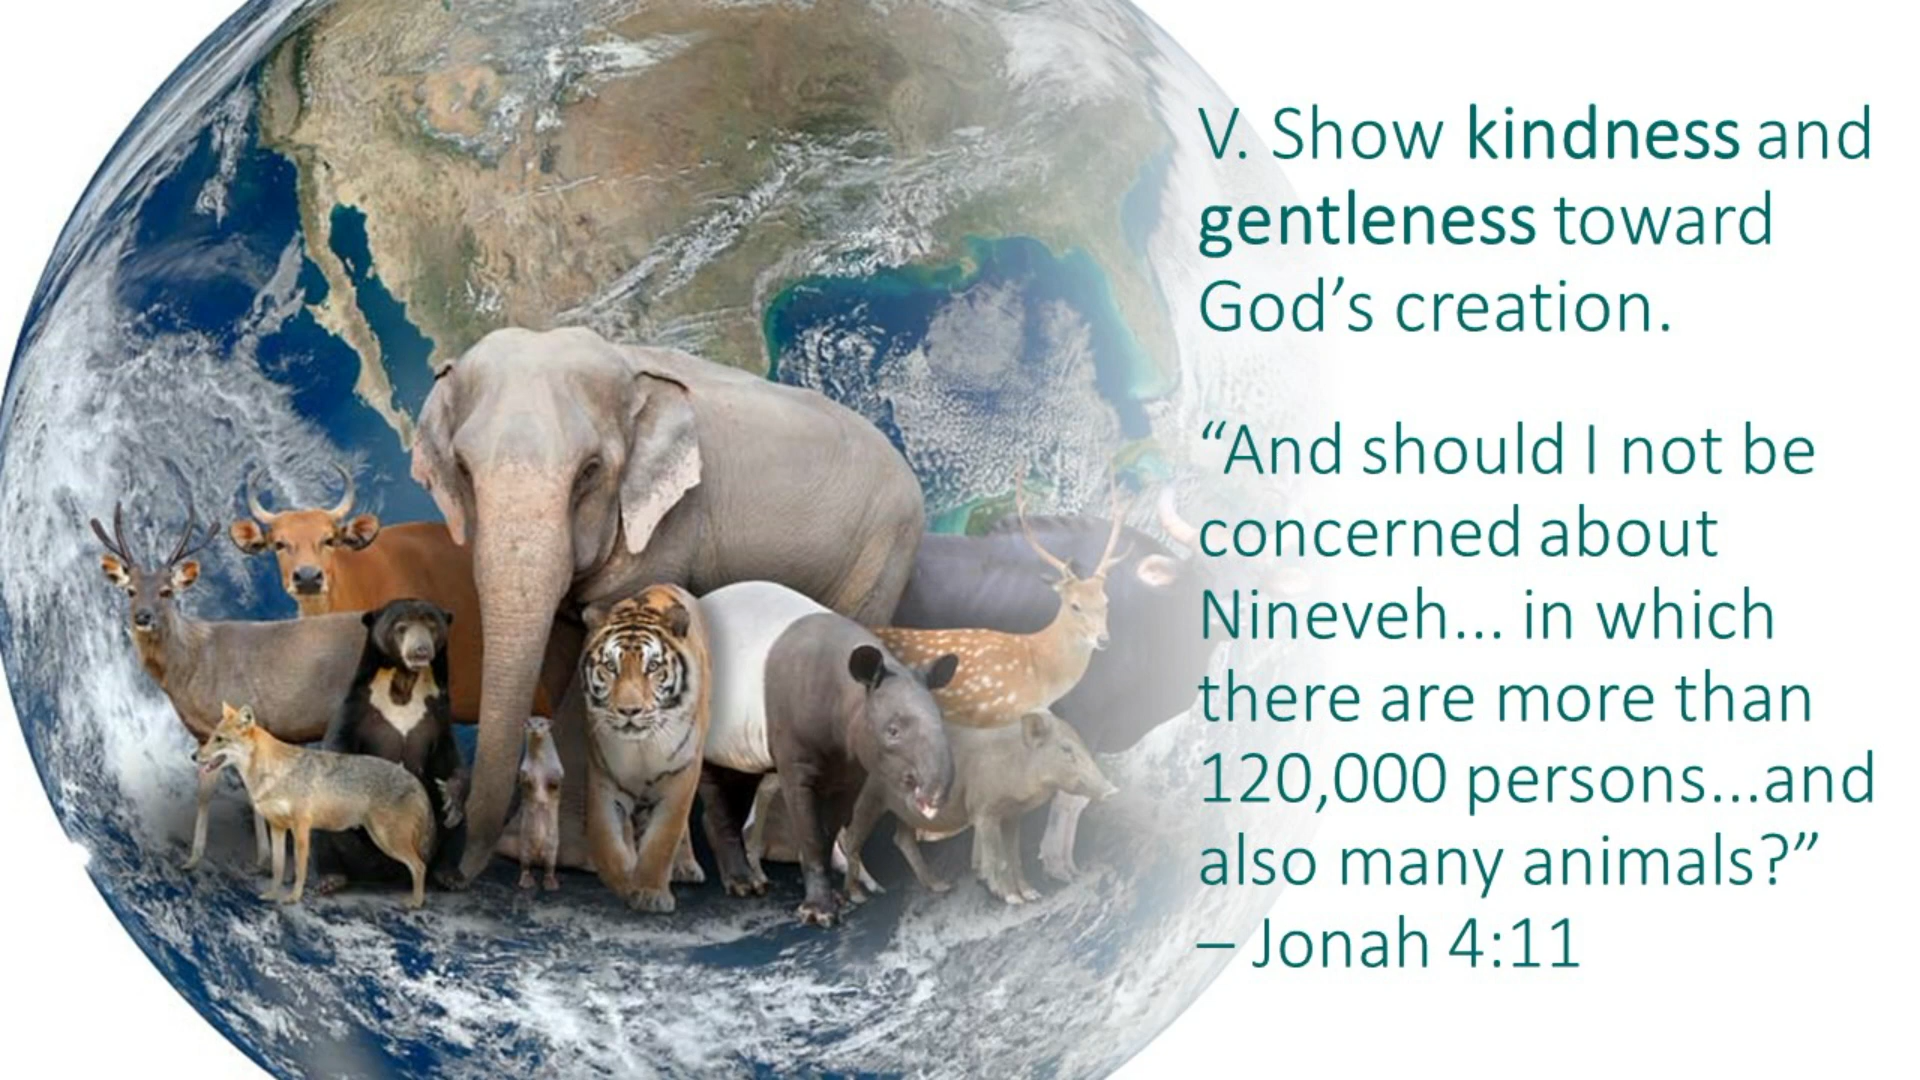 V. Show kindness and
gentleness toward
God’s creation.
“And should I not be
concerned about
Nineveh... in which
there are more than
120,000 persons...and
also many animals?”
– Jonah 4:11